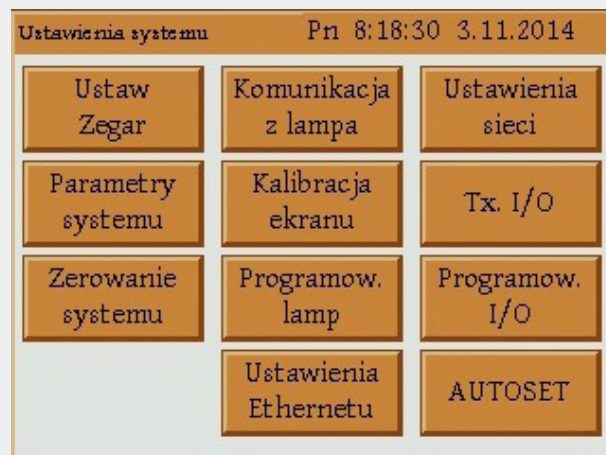 Ustawienia systemu Pn 8:18:30 3.11.2014
Ustaw
Zegar
Komunikacja
z lampa
Ustawienia
sieci
Parametry
systemu
Kalibracja
ekranu
Tx. I/O
Zerowanie
systemu
Programow.
lamp
Programow.
I/O
Ustawienia
Ethernetu
AUTOSET